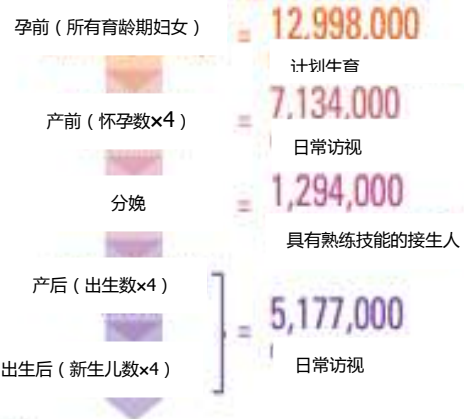 孕前（所有育龄期妇女）
= 12,998,000
计划生育
产前（怀孕数×4）
= 7,134,000
日常访视
分娩
= 1,294,000
具有熟练技能的接生人
产后（出生数×4）
= 5,177,000
出生后（新生儿数×4）
日常访视